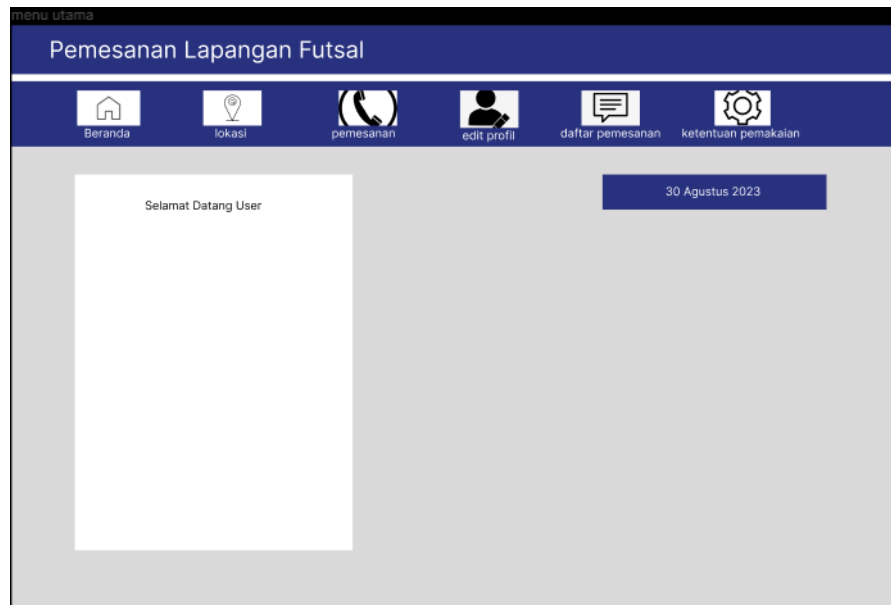 menu utama
Pemesanan Lapangan Futsal
Beranda
lokasi
pemesanan
edit profil
daftar pemesanan
ketentuan pemakaian
Selamat Datang User
30 Agustus 2023